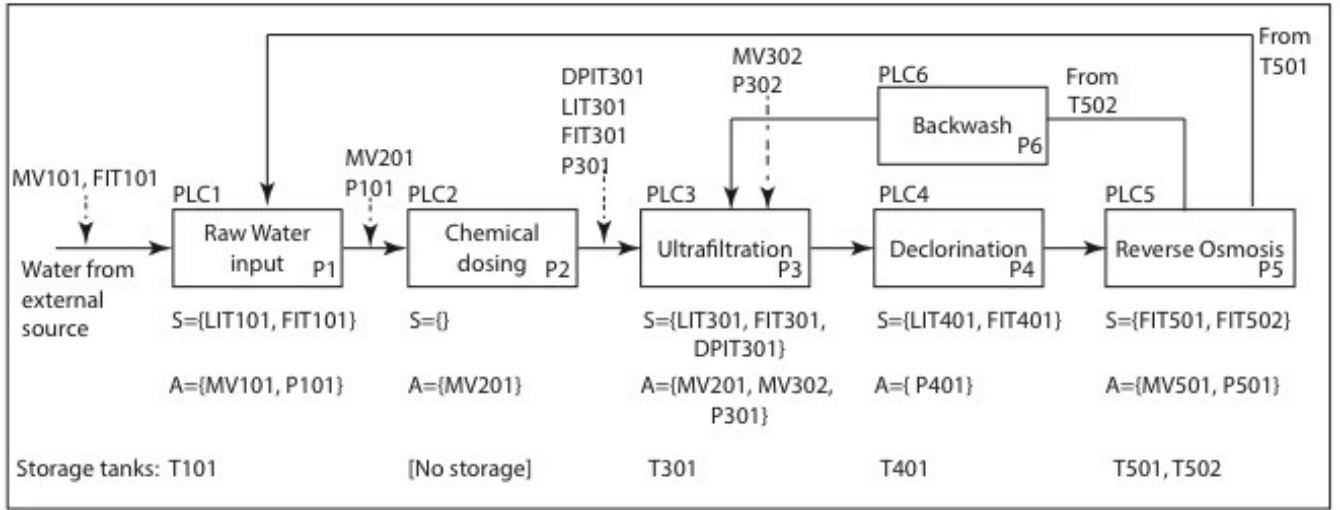 From
T501
MV302
P302
DPIT301
LIT301
FIT301
P301
PLC6
Backwash
P6
From
T502
MV101, FIT101
MV201
P101
PLC1
Raw Water
input
P1
PLC2
Chemical
dosing
P2
PLC3
Ultrafiltration
P3
PLC4
Declorination
P4
PLC5
Reverse Osmosis
P5
Water from
external
source
S={LIT101, FIT101}
S={}
S={LIT301, FIT301,
DPIT301}
S={LIT401, FIT401}
S={FIT501, FIT502}
A={MV101, P101}
A={MV201}
A={MV201, MV302,
P301}
A={ P401}
A={MV501, P501}
Storage tanks: T101
[No storage]
T301
T401
T501, T502